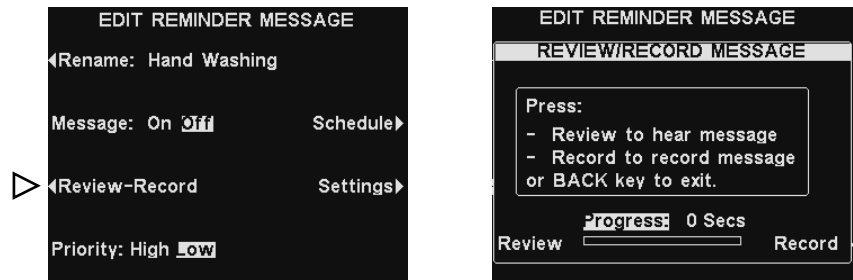 EDIT REMINDER MESSAGE
◀Rename: Hand Washing
Message: On Off Schedule▶
◀Review-Record Settings▶
Priority: High Low
EDIT REMINDER MESSAGE
REVIEW/RECORD MESSAGE
Press:
- Review to hear message
- Record to record message
or BACK key to exit.
Progress: 0 Secs
Review Record